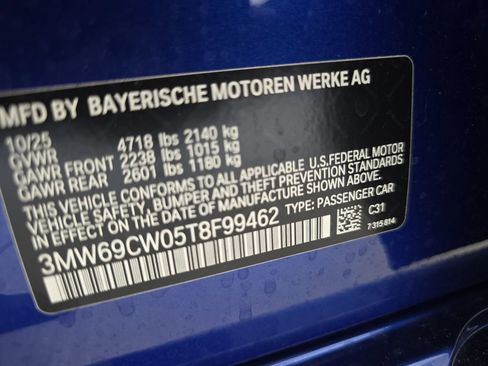 MFD BY BAYERISCHE MOTOREN WERKE AG
10/25
GVWR 4718 lbs 2140 kg
GAWR FRONT 2238 lbs 1015 kg
GAWR REAR 2601 lbs 1180 kg
THIS VEHICLE CONFORMS TO ALL APPLICABLE U.S.FEDERAL MOTOR
VEHICLE SAFETY, BUMPER, AND THEFT PREVENTION STANDARDS
IN EFFECT ON THE DATE OF MANUFACTURE SHOWN ABOVE.
3MW69CW05T8F99462 TYPE: PASSENGER CAR
C31
7 315 814